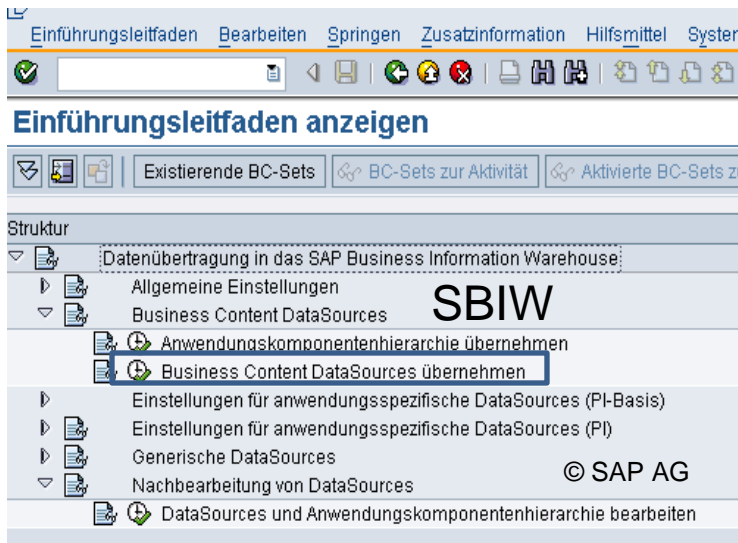 Einführungsleitfaden Bearbeiten Springen Zusatzinformation Hilfsmittel System
Einführungsleitfaden anzeigen
Existierende BC-Sets BC-Sets zur Aktivität Aktivierte BC-Sets z
Struktur
Datenübertragung in das SAP Business Information Warehouse
Allgemeine Einstellungen
SBIW
Business Content DataSources
Anwendungskomponentenhierarchie übernehmen
Business Content DataSources übernehmen
Einstellungen für anwendungsspezifische DataSources (PI-Basis)
Einstellungen für anwendungsspezifische DataSources (PI)
Generische DataSources
© SAP AG
Nachbearbeitung von DataSources
DataSources und Anwendungskomponentenhierarchie bearbeiten